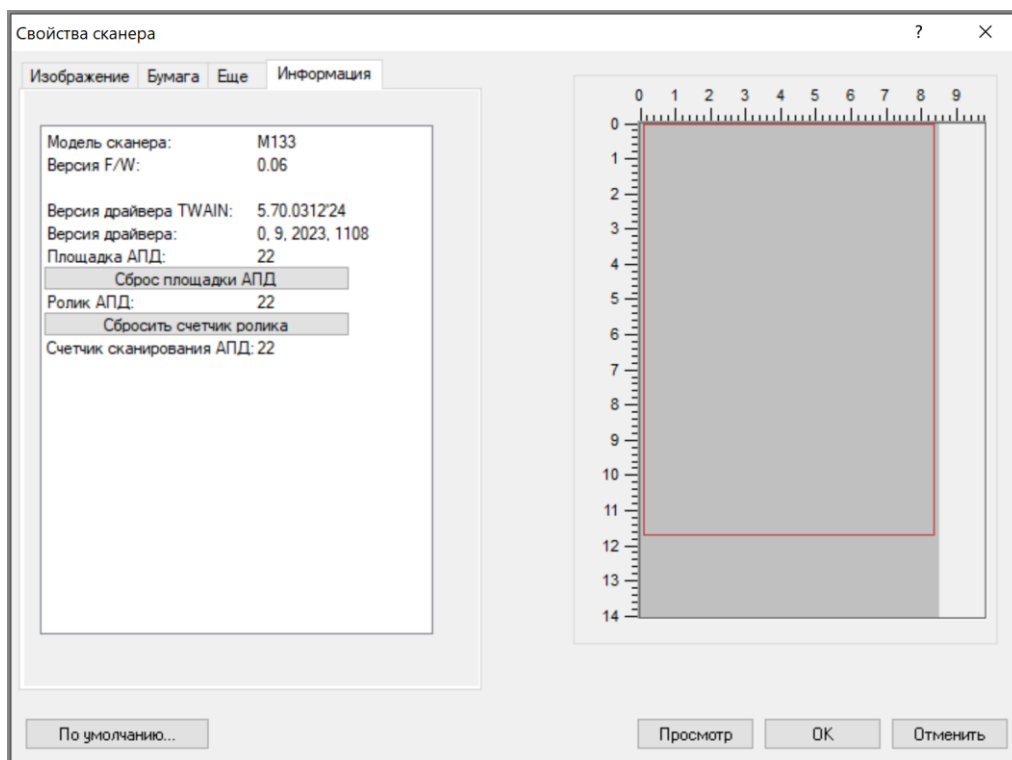 Свойства сканера
?
Изображение Бумага Еще Информация
Модель сканера: M133
Версия F/W: 0.06
Версия драйвера TWAIN: 5.70.0312'24
Версия драйвера: 0, 9, 2023, 1108
Площадка АПД: 22
Сброс площадки АПД
Ролик АПД: 22
Сбросить счетчик ролика
Счетчик сканирования АПД: 22
0 1 2 3 4 5 6 7 8 9
0
1
2
3
4
5
6
7
8
9
10
11
12
13
14
По умолчанию... Просмотр OK Отменить